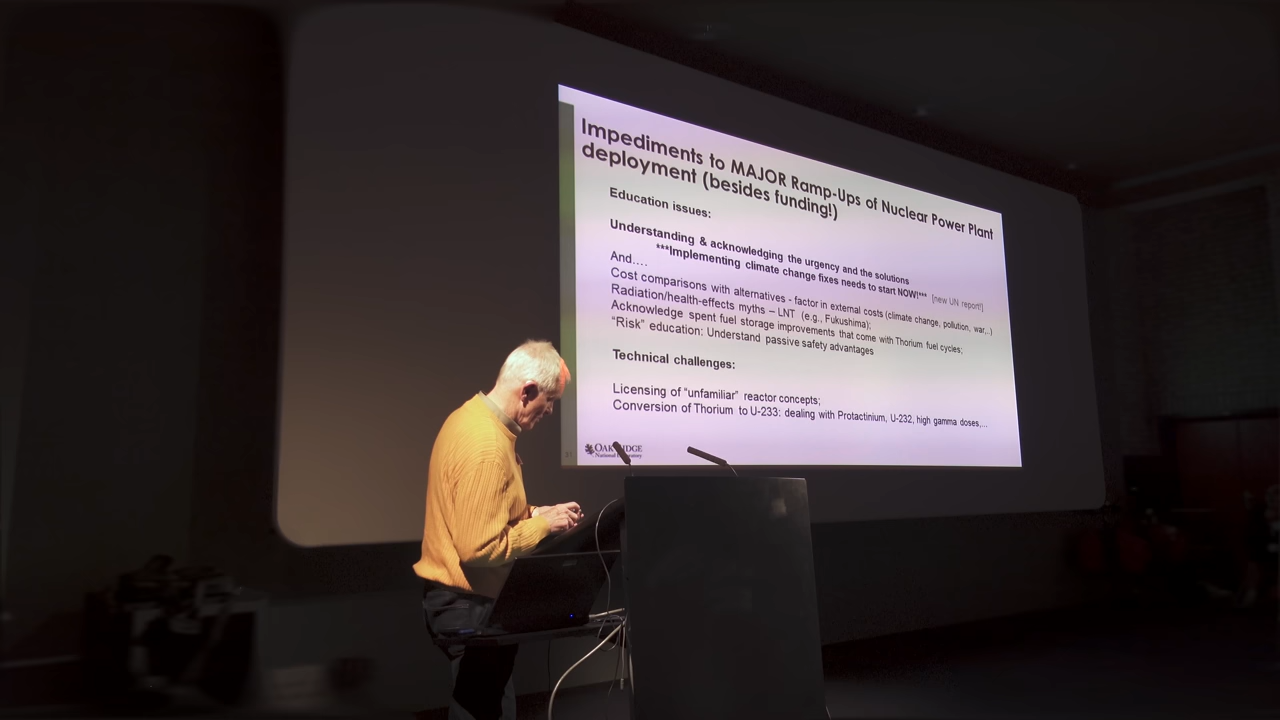 Impediments to MAJOR Ramp-Ups of Nuclear Power Plant
deployment (besides funding!)
Education issues:
Understanding & acknowledging the urgency and the solutions
***Implementing climate change fixes needs to start NOW!*** [new UN report!]
And….
Cost comparisons with alternatives - factor in external costs (climate change, pollution, war...)
Radiation/health-effects myths – LNT (e.g., Fukushima);
Acknowledge spent fuel storage improvements that come with Thorium fuel cycles;
"Risk" education: Understand passive safety advantages
Technical challenges:
Licensing of "unfamiliar" reactor concepts;
Conversion of Thorium to U-233: dealing with Protactinium, U-232, high gamma doses,...
OAK RIDGE
National Laboratory